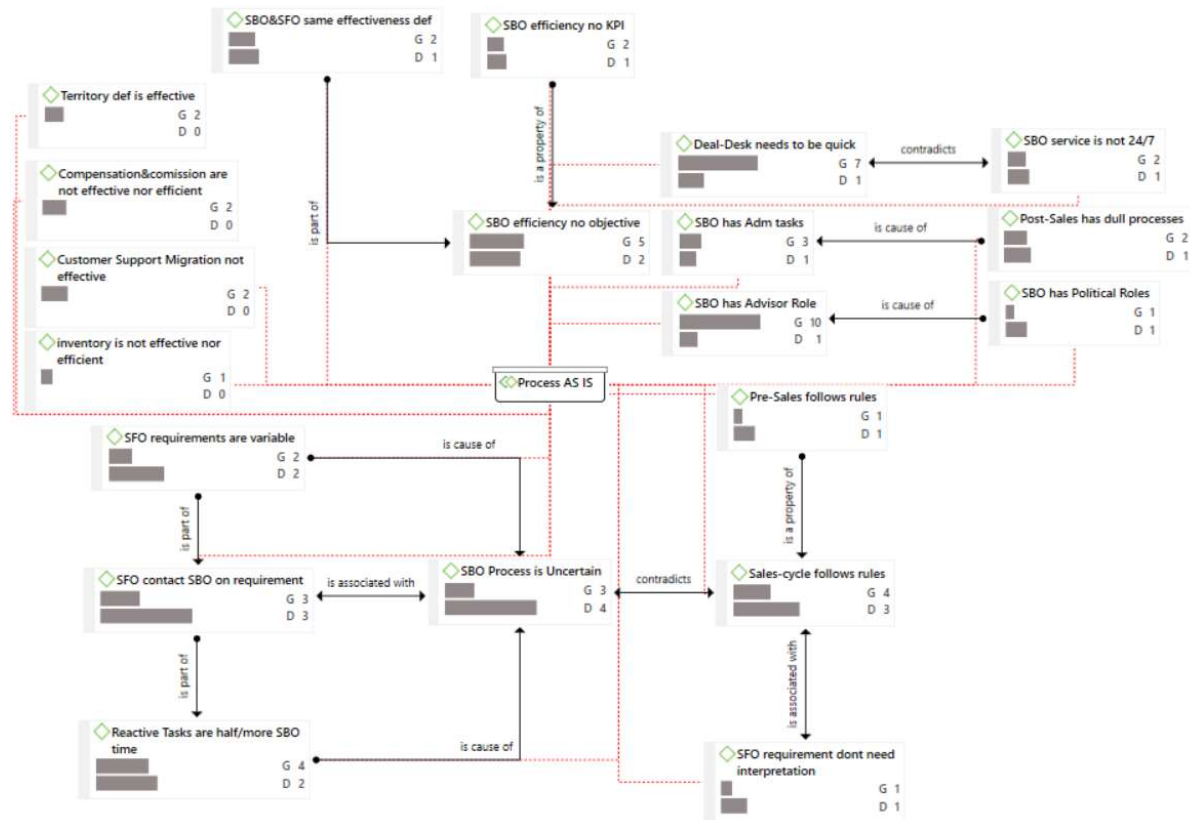 SBO&SFO same effectiveness def
G 2
D 1
SBO efficiency no KPI
G 2
D 1
Territory def is effective
G 2
D 0
is a property of
Deal-Desk needs to be quick
G 7
D 1
contradicts
SBO service is not 24/7
G 2
D 1
Compensation&comission are
not effective nor efficient
G 2
D 0
is part of
SBO efficiency no objective
G 5
D 2
SBO has Adm tasks
G 3
D 1
is cause of
Post-Sales has dull processes
G 2
D 1
Customer Support Migration not
effective
G 2
D 0
SBO has Advisor Role
G 10
D 1
is cause of
SBO has Political Roles
G 1
D 1
inventory is not effective nor
efficient
G 1
D 0
Process AS IS
Pre-Sales follows rules
G 1
D 1
SFO requirements are variable
G 2
D 2
is cause of
is part of
is a property of
SFO contact SBO on requirement
G 3
D 3
is associated with
SBO Process is Uncertain
G 3
D 4
contradicts
Sales-cycle follows rules
G 4
D 3
is part of
is associated with
Reactive Tasks are half/more SBO
time
G 4
D 2
is cause of
SFO requirement dont need
interpretation
G 1
D 1